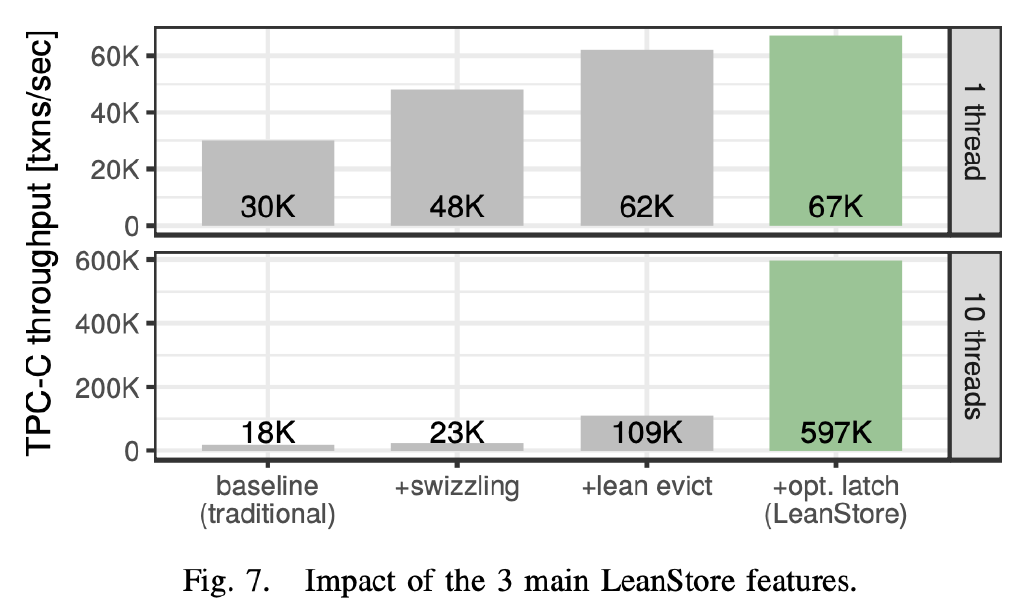 TPC-C throughput [txns/sec]
60K
40K
20K
0
30K
48K
62K
67K
1 thread
600K
400K
200K
0
18K
23K
109K
597K
10 threads
baseline
(traditional)
+swizzling
+lean evict
+opt. latch
(LeanStore)
Fig. 7. Impact of the 3 main LeanStore features.